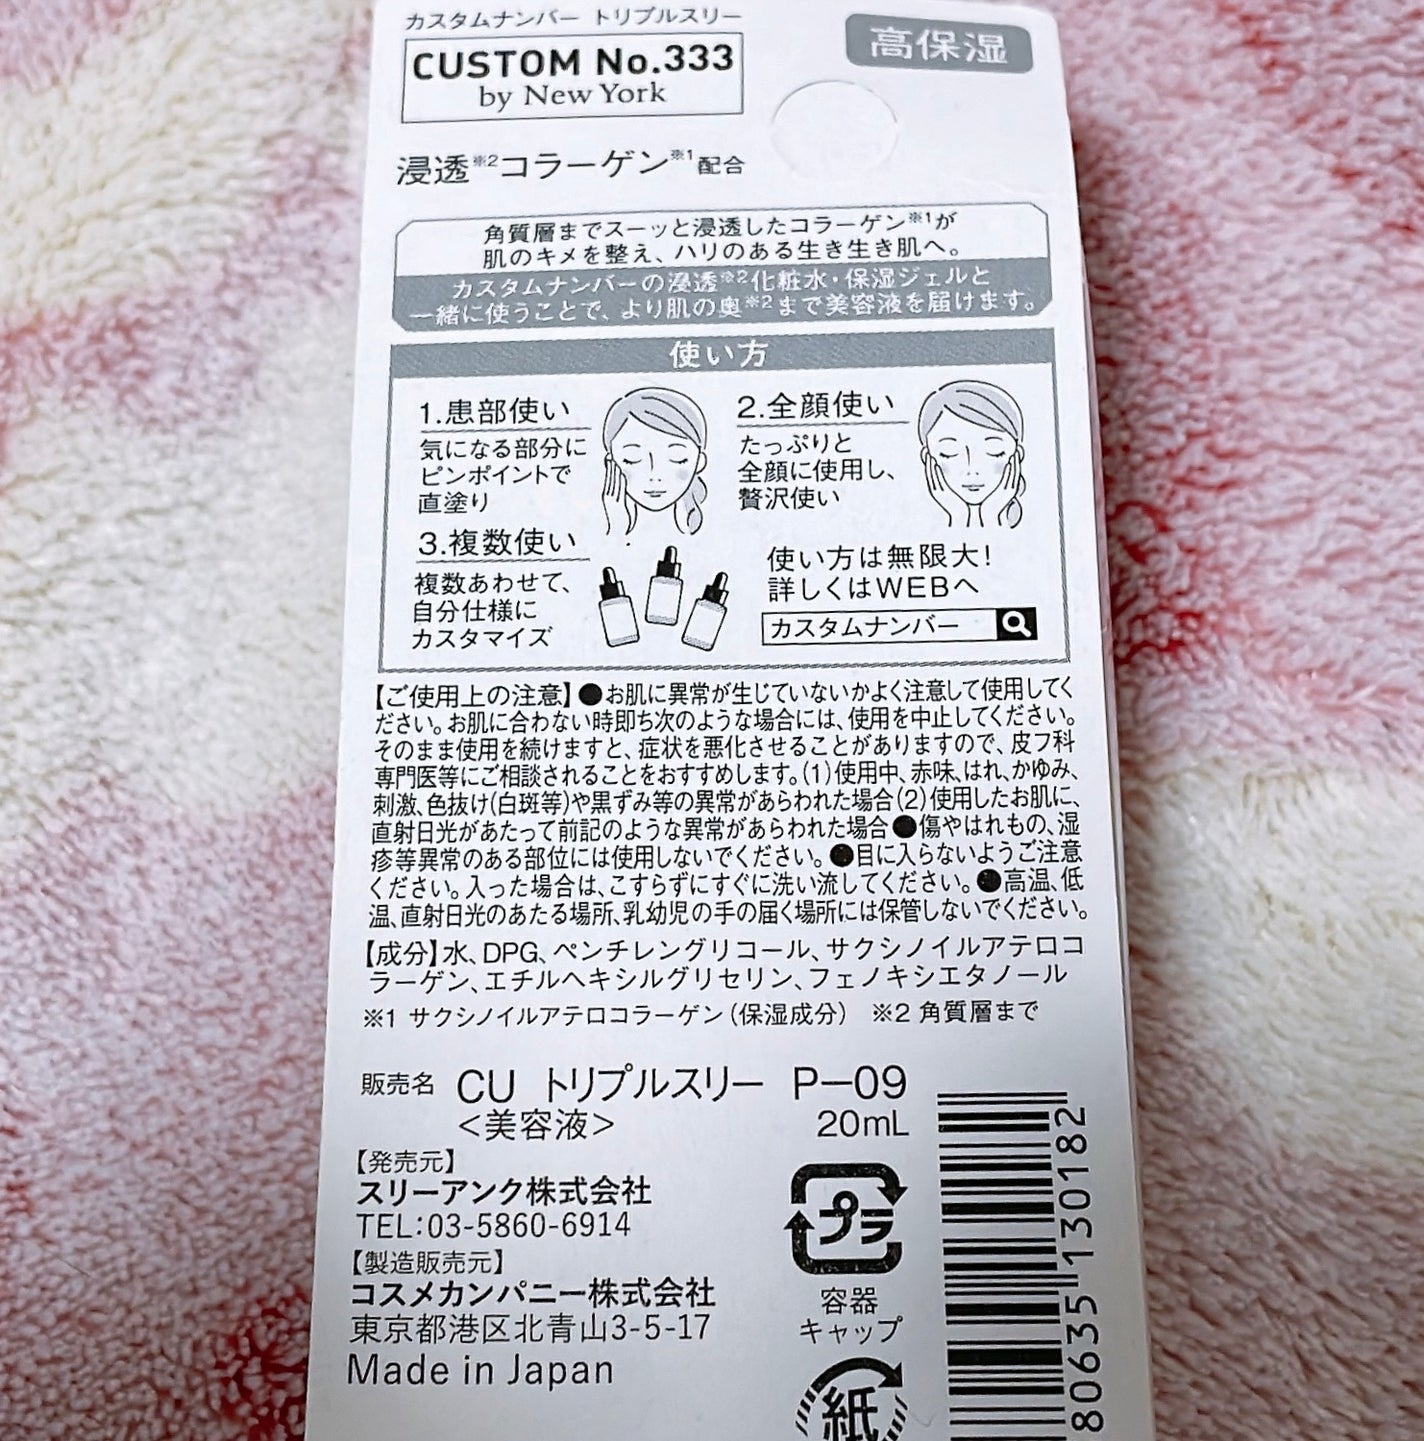 カスタムナンバー トリプルスリー
CUSTOM No.333
by New York
高保湿
浸透※2コラーゲン※1配合
角質層までスーッと浸透したコラーゲン※1が
肌のキメを整え、ハリのある生き生き肌へ。
カスタムナンバーの浸透※2化粧水・保湿ジェルと
一緒に使うことで、より肌の奥※2まで美容液を届けます。
使い方
1.患部使い
気になる部分に
ピンポイントで
直塗り
2.全顔使い
たっぷりと
全顔に使用し、
贅沢使い
3.複数使い
複数あわせて、
自分仕様に
カスタマイズ
使い方は無限大!
詳しくはWEBへ
カスタムナンバー
【ご使用上の注意】●お肌に異常が生じていないかよく注意して使用してく
ださい。お肌に合わない時即ち次のような場合には、使用を中止してください。
そのまま使用を続けますと、症状を悪化させることがありますので、皮フ科
専門医等にご相談されることをおすすめします。(1)使用中、赤味、はれ、かゆみ、
刺激、色抜け(白斑等)や黒ずみ等の異常があらわれた場合(2)使用したお肌に、
直射日光があたって前記のような異常があらわれた場合●傷やはれもの、湿
疹等異常のある部位には使用しないでください。●目に入らないようご注意
ください。入った場合は、こすらずにすぐに洗い流してください。●高温、低
温、直射日光のあたる場所、乳幼児の手の届く場所には保管しないでください。
【成分】水、DPG、ペンチレングリコール、サクシノイルアテロコ
ラーゲン、エチルヘキシルグリセリン、フェノキシエタノール
※1 サクシノイルアテロコラーゲン(保湿成分) ※2 角質層まで
販売名 CU トリプルスリー P-09
<美容液> 20mL
【発売元】
スリーアンク株式会社
TEL:03-5860-6914
【製造販売元】
コスメカンパニー株式会社
東京都港区北青山3-5-17
Made in Japan
プラ
容器
キャップ
紙
80635 130182